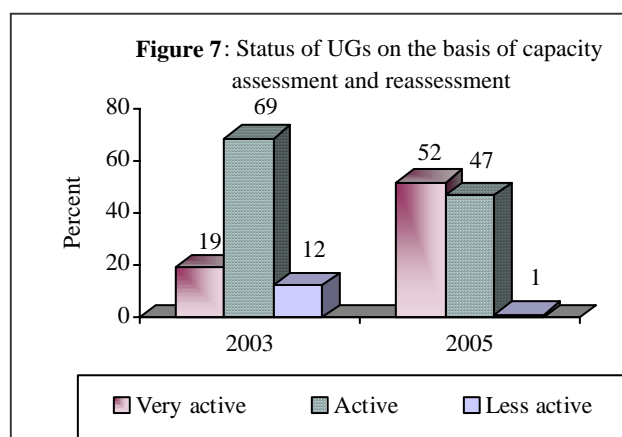 Figure 7: Status of UGs on the basis of capacity
assessment and reassessment
Percent
80
60
40
20
0
19
69
12
52
47
1
2003
2005
Very active
Active
Less active